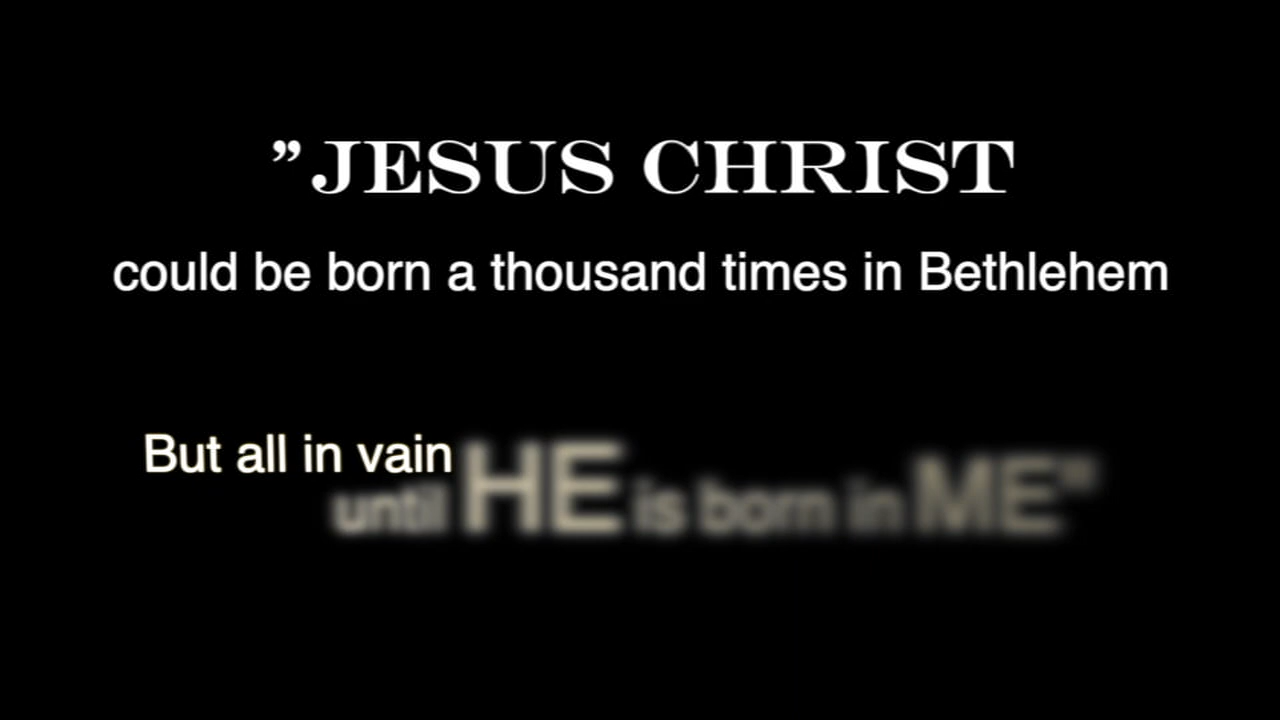 ”JESUS CHRIST
could be born a thousand times in Bethlehem
But all in vain
until HE is born in ME"